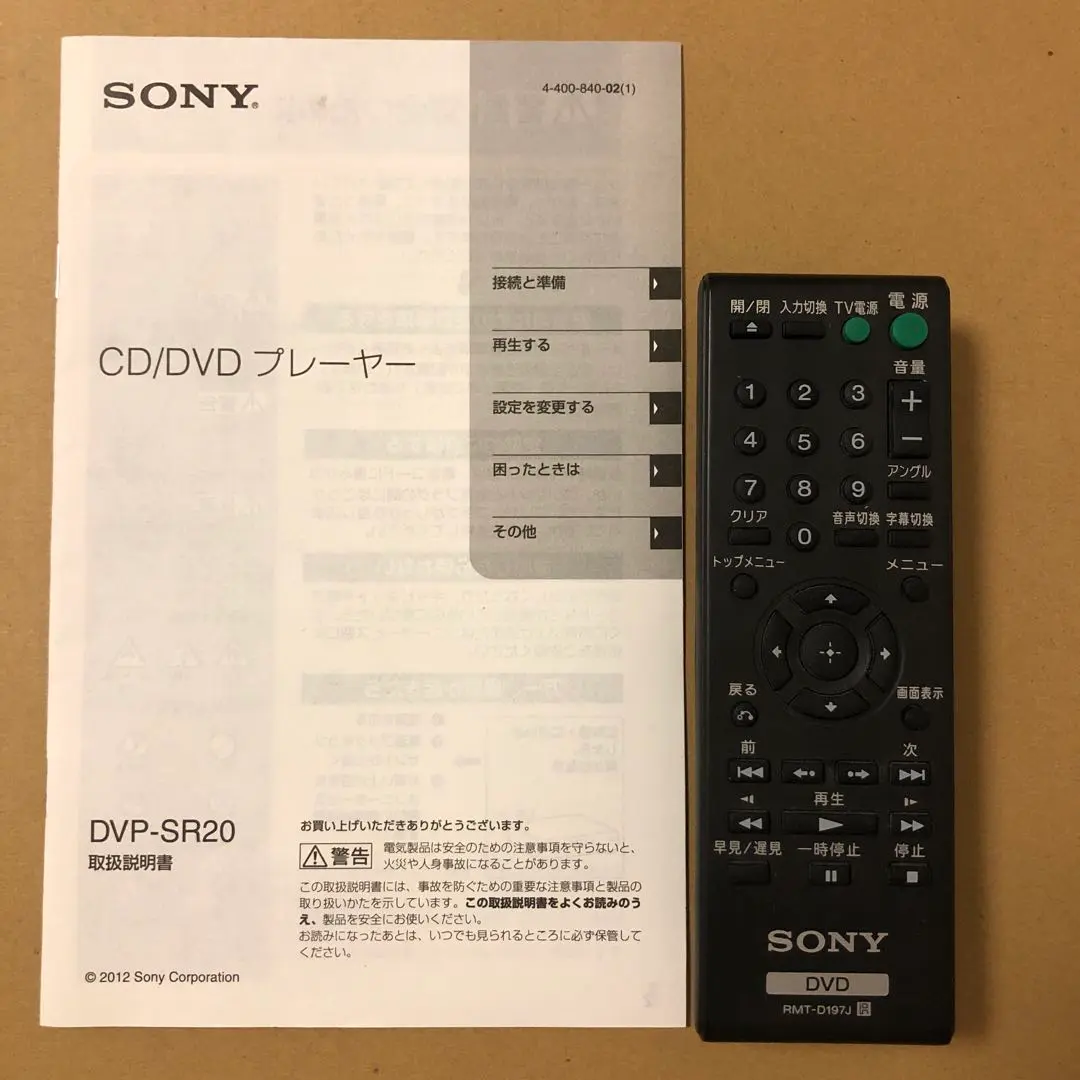 SONY®
4-400-840-02(1)
接続と準備
再生する
CD/DVD プレーヤー
設定を変更する
困ったときは
その他
DVP-SR20
取扱説明書
お買い上げいただきありがとうございます。
警告
電気製品は安全のための注意事項を守らないと、
火災や人身事故になることがあります。
この取扱説明書には、事故を防ぐための重要な注意事項と製品の
取り扱いかたを示しています。この取扱説明書をよくお読みのう
え、製品を安全にお使いください。
お読みになったあとは、いつでも見られるところに必ず保管して
ください。
© 2012 Sony Corporation
開/閉 入力切換 TV電源 電源
音量
1 2 3 +
4 5 6 −
アングル
7 8 9
クリア 音声切換 字幕切換
0
トップメニュー メニュー
戻る 画面表示
前 次
再生
早見/遅見 一時停止 停止
SONY
DVD
RMT-D197J